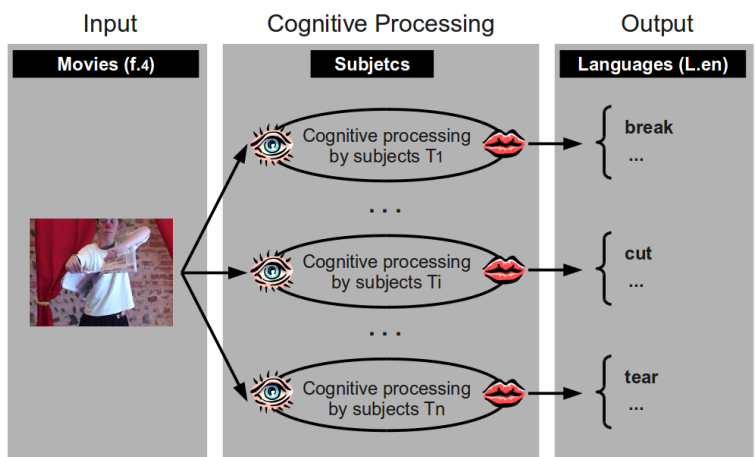 Input
Cognitive Processing
Output
Movies (f.4)
Subjetcs
Languages (L.en)
Cognitive processing
by subjects T1
break
...
...
Cognitive processing
by subjects Ti
cut
...
...
Cognitive processing
by subjects Tn
tear
...